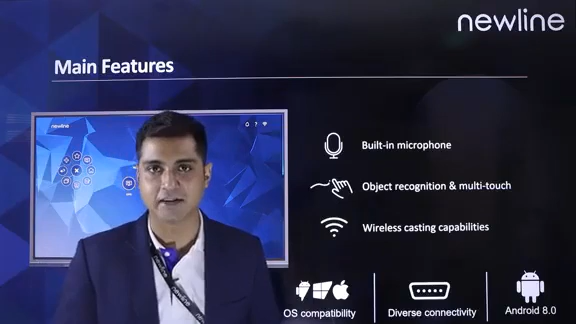 newline
Main Features
newline
Built-in microphone
Object recognition & multi-touch
Wireless casting capabilities
OS compatibility
Diverse connectivity
Android 8.0